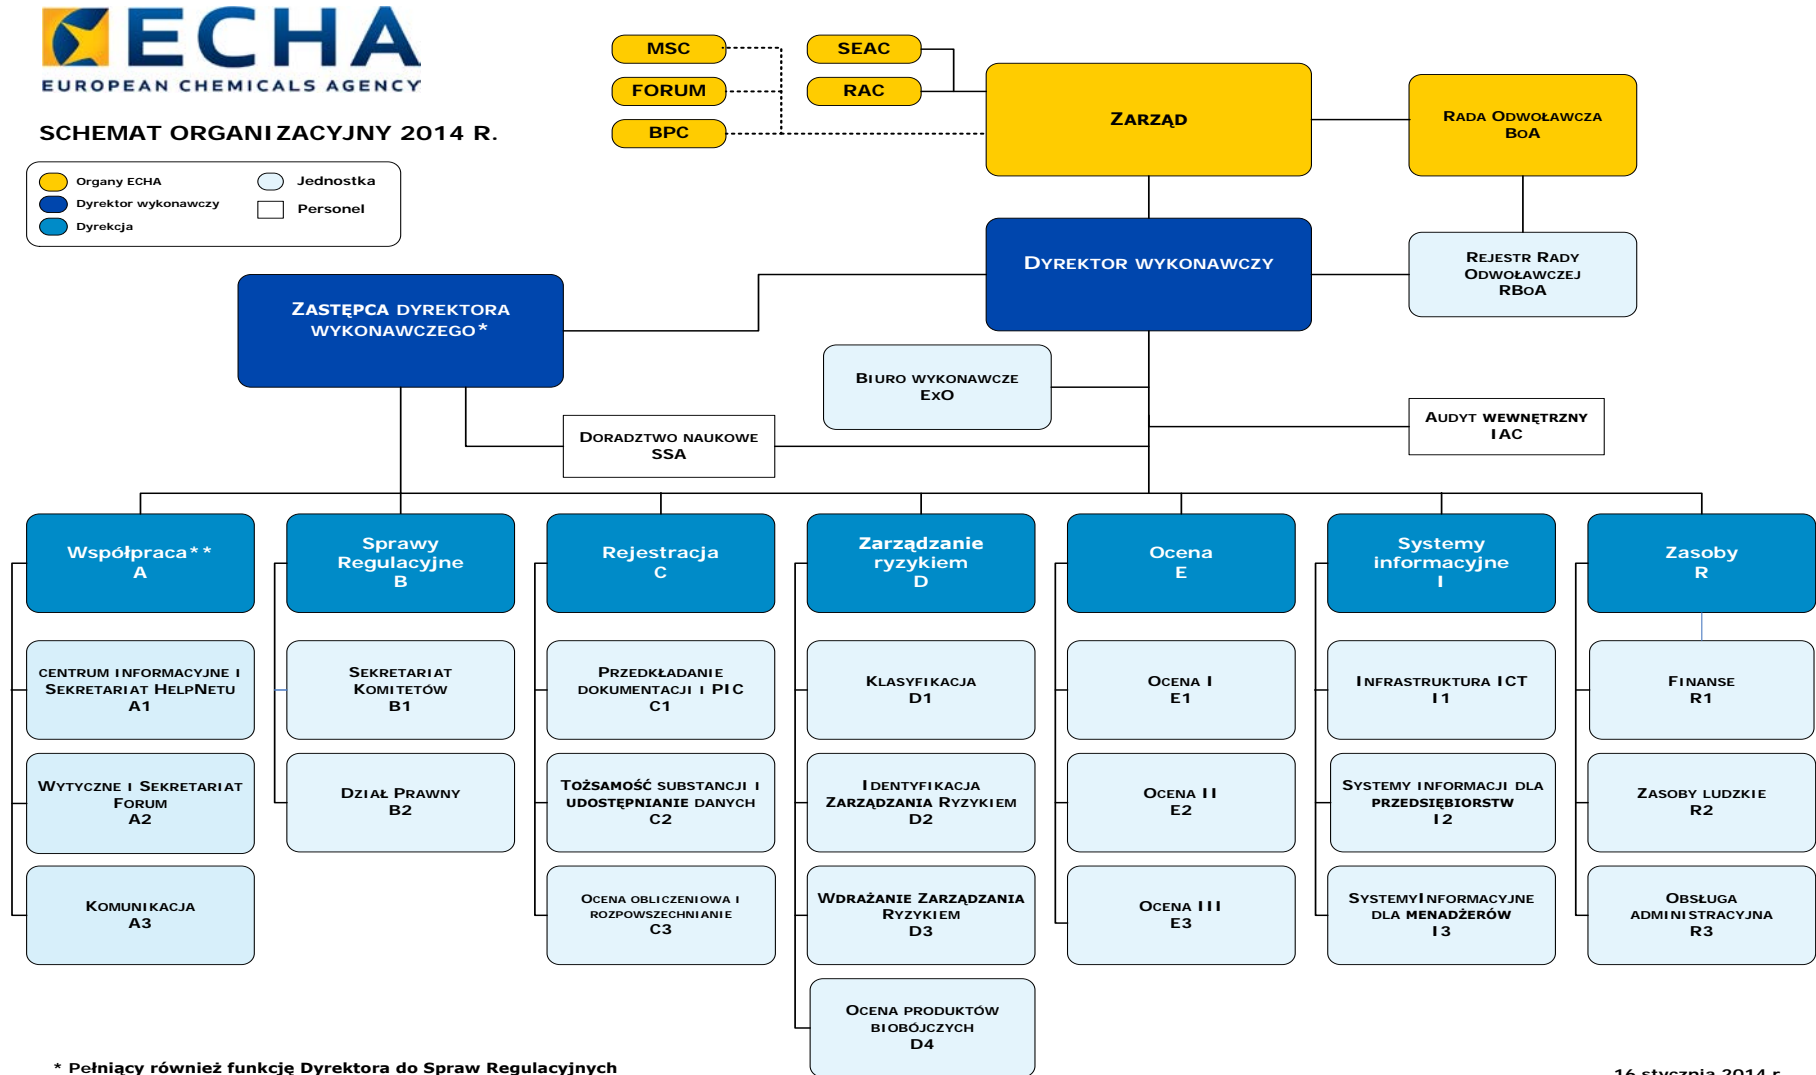 ECHA
EUROPEAN CHEMICALS AGENCY
SCHEMAT ORGANIZACYJNY 2014 R.
Organy ECHA
Dyrektor wykonawczy
Dyrekcja
Jednostka
Personel
MSC
FORUM
BPC
SEAC
RAC
ZARZĄD
RADA ODWOŁAWCZA
BOA
DYREKTOR WYKONAWCZY
REJESTR RADY
ODWOŁAWCZEJ
RBOA
ZASTĘPCA DYREKTORA
WYKONAWCZEGO*
BIURO WYKONAWCZE
EXO
DORADZTWO NAUKOWE
SSA
AUDYT WEWNĘTRZNY
IAC
Współpraca**
A
Sprawy
Regulacyjne
B
Rejestracja
C
Zarządzanie
ryzykiem
D
Ocena
E
Systemy
informacyjne
I
Zasoby
R
CENTRUM INFORMACYJNE I
SEKRETARIAT HELPNETU
A1
SEKRETARIAT
KOMITETÓW
B1
PRZEDKŁADANIE
DOKUMENTACJI I PIC
C1
KLASYFIKACJA
D1
OCENA I
E1
INFRASTRUKTURA ICT
I1
FINANSE
R1
WYTYCZNE I SEKRETARIAT
FORUM
A2
DZIAŁ PRAWNY
B2
TOŻSAMOŚĆ SUBSTANCJI I
UDOSTĘPNIANIE DANYCH
C2
IDENTYFIKACJA
ZARZĄDZANIA RYZYKIEM
D2
OCENA II
E2
SYSTEMY INFORMACJI DLA
PRZEDSIĘBIORSTW
I2
ZASOBY LUDZKIE
R2
KOMUNIKACJA
A3
OCENA OBLICZENIOWA I
ROZPOWSZECHNIANIE
C3
WDRAŻANIE ZARZĄDZANIA
RYZYKIEM
D3
OCENA III
E3
SYSTEMYINFORMACYJNE
DLA MENADŻERÓW
I3
OBSŁUGA
ADMINISTRACYJNA
R3
OCENA PRODUKTÓW
BIOBÓJCZYCH
D4
* Pełniący również funkcję Dyrektora do Spraw Regulacyjnych
16 stycznia 2014 r.